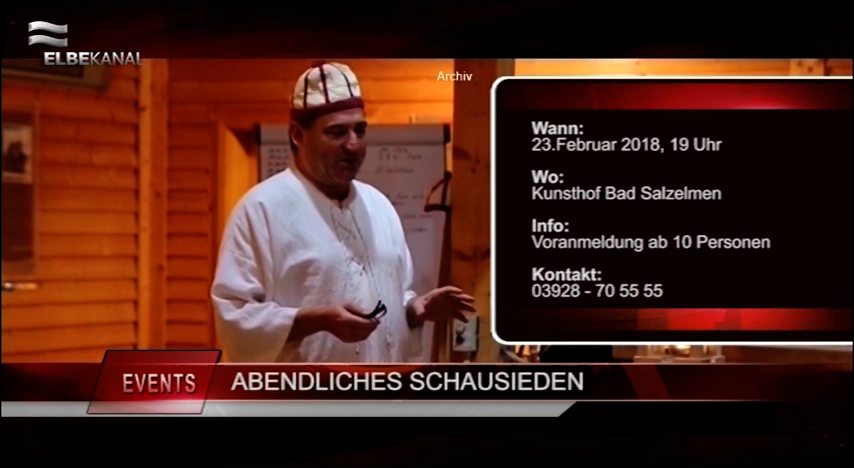 ELBEKANAL
Archiv
Wann:
23.Februar 2018, 19 Uhr
Wo:
Kunsthof Bad Salzelmen
Info:
Voranmeldung ab 10 Personen
Kontakt:
03928 - 70 55 55
EVENTS
ABENDLICHES SCHAUSIEDEN